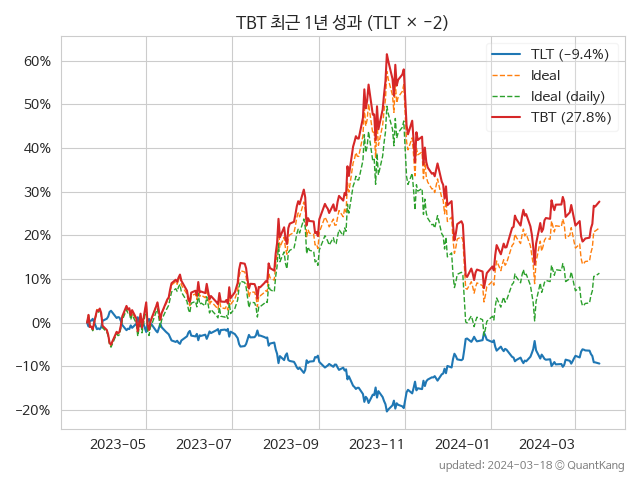 TBT 최근 1년 성과 (TLT × −2)
TLT (−9.4%)
Ideal
Ideal (daily)
TBT (27.8%)
60%
50%
40%
30%
20%
10%
0%
−10%
−20%
2023-05 2023-07 2023-09 2023-11 2024-01 2024-03
updated: 2024-03-18 © QuantKang